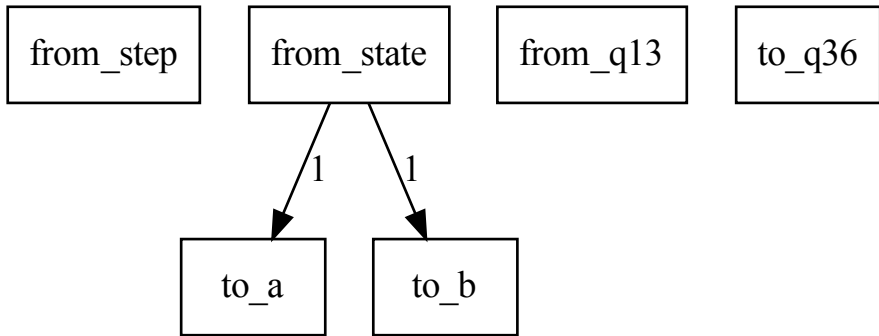 from_step
from_state
from_q13
to_q36
1
1
to_a
to_b